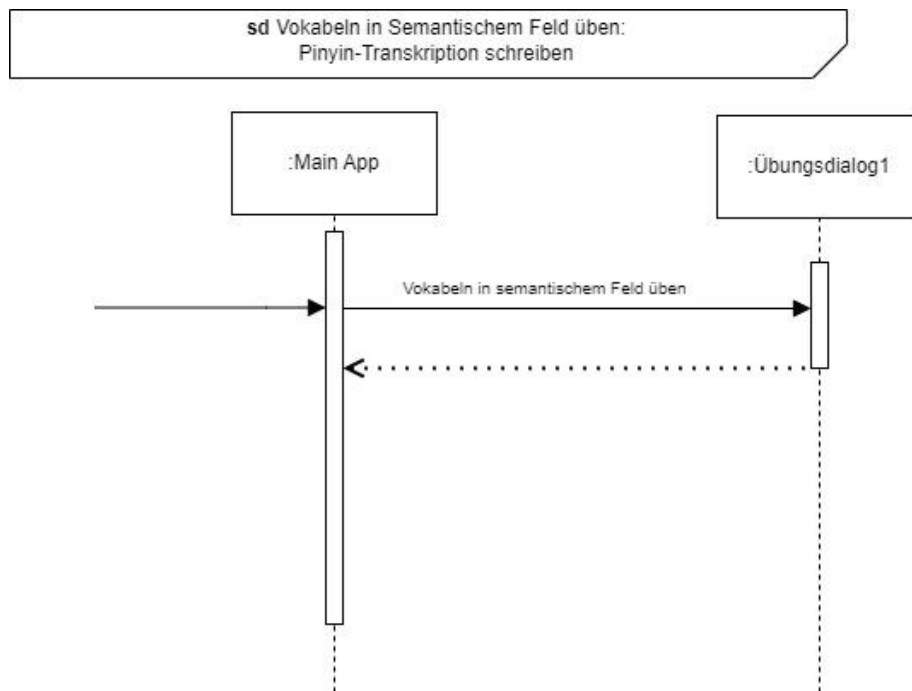 sd Vokabeln in Semantischem Feld üben:
Pinyin-Transkription schreiben
:Main App
:Übungsdialog1
Vokabeln in semantischem Feld üben